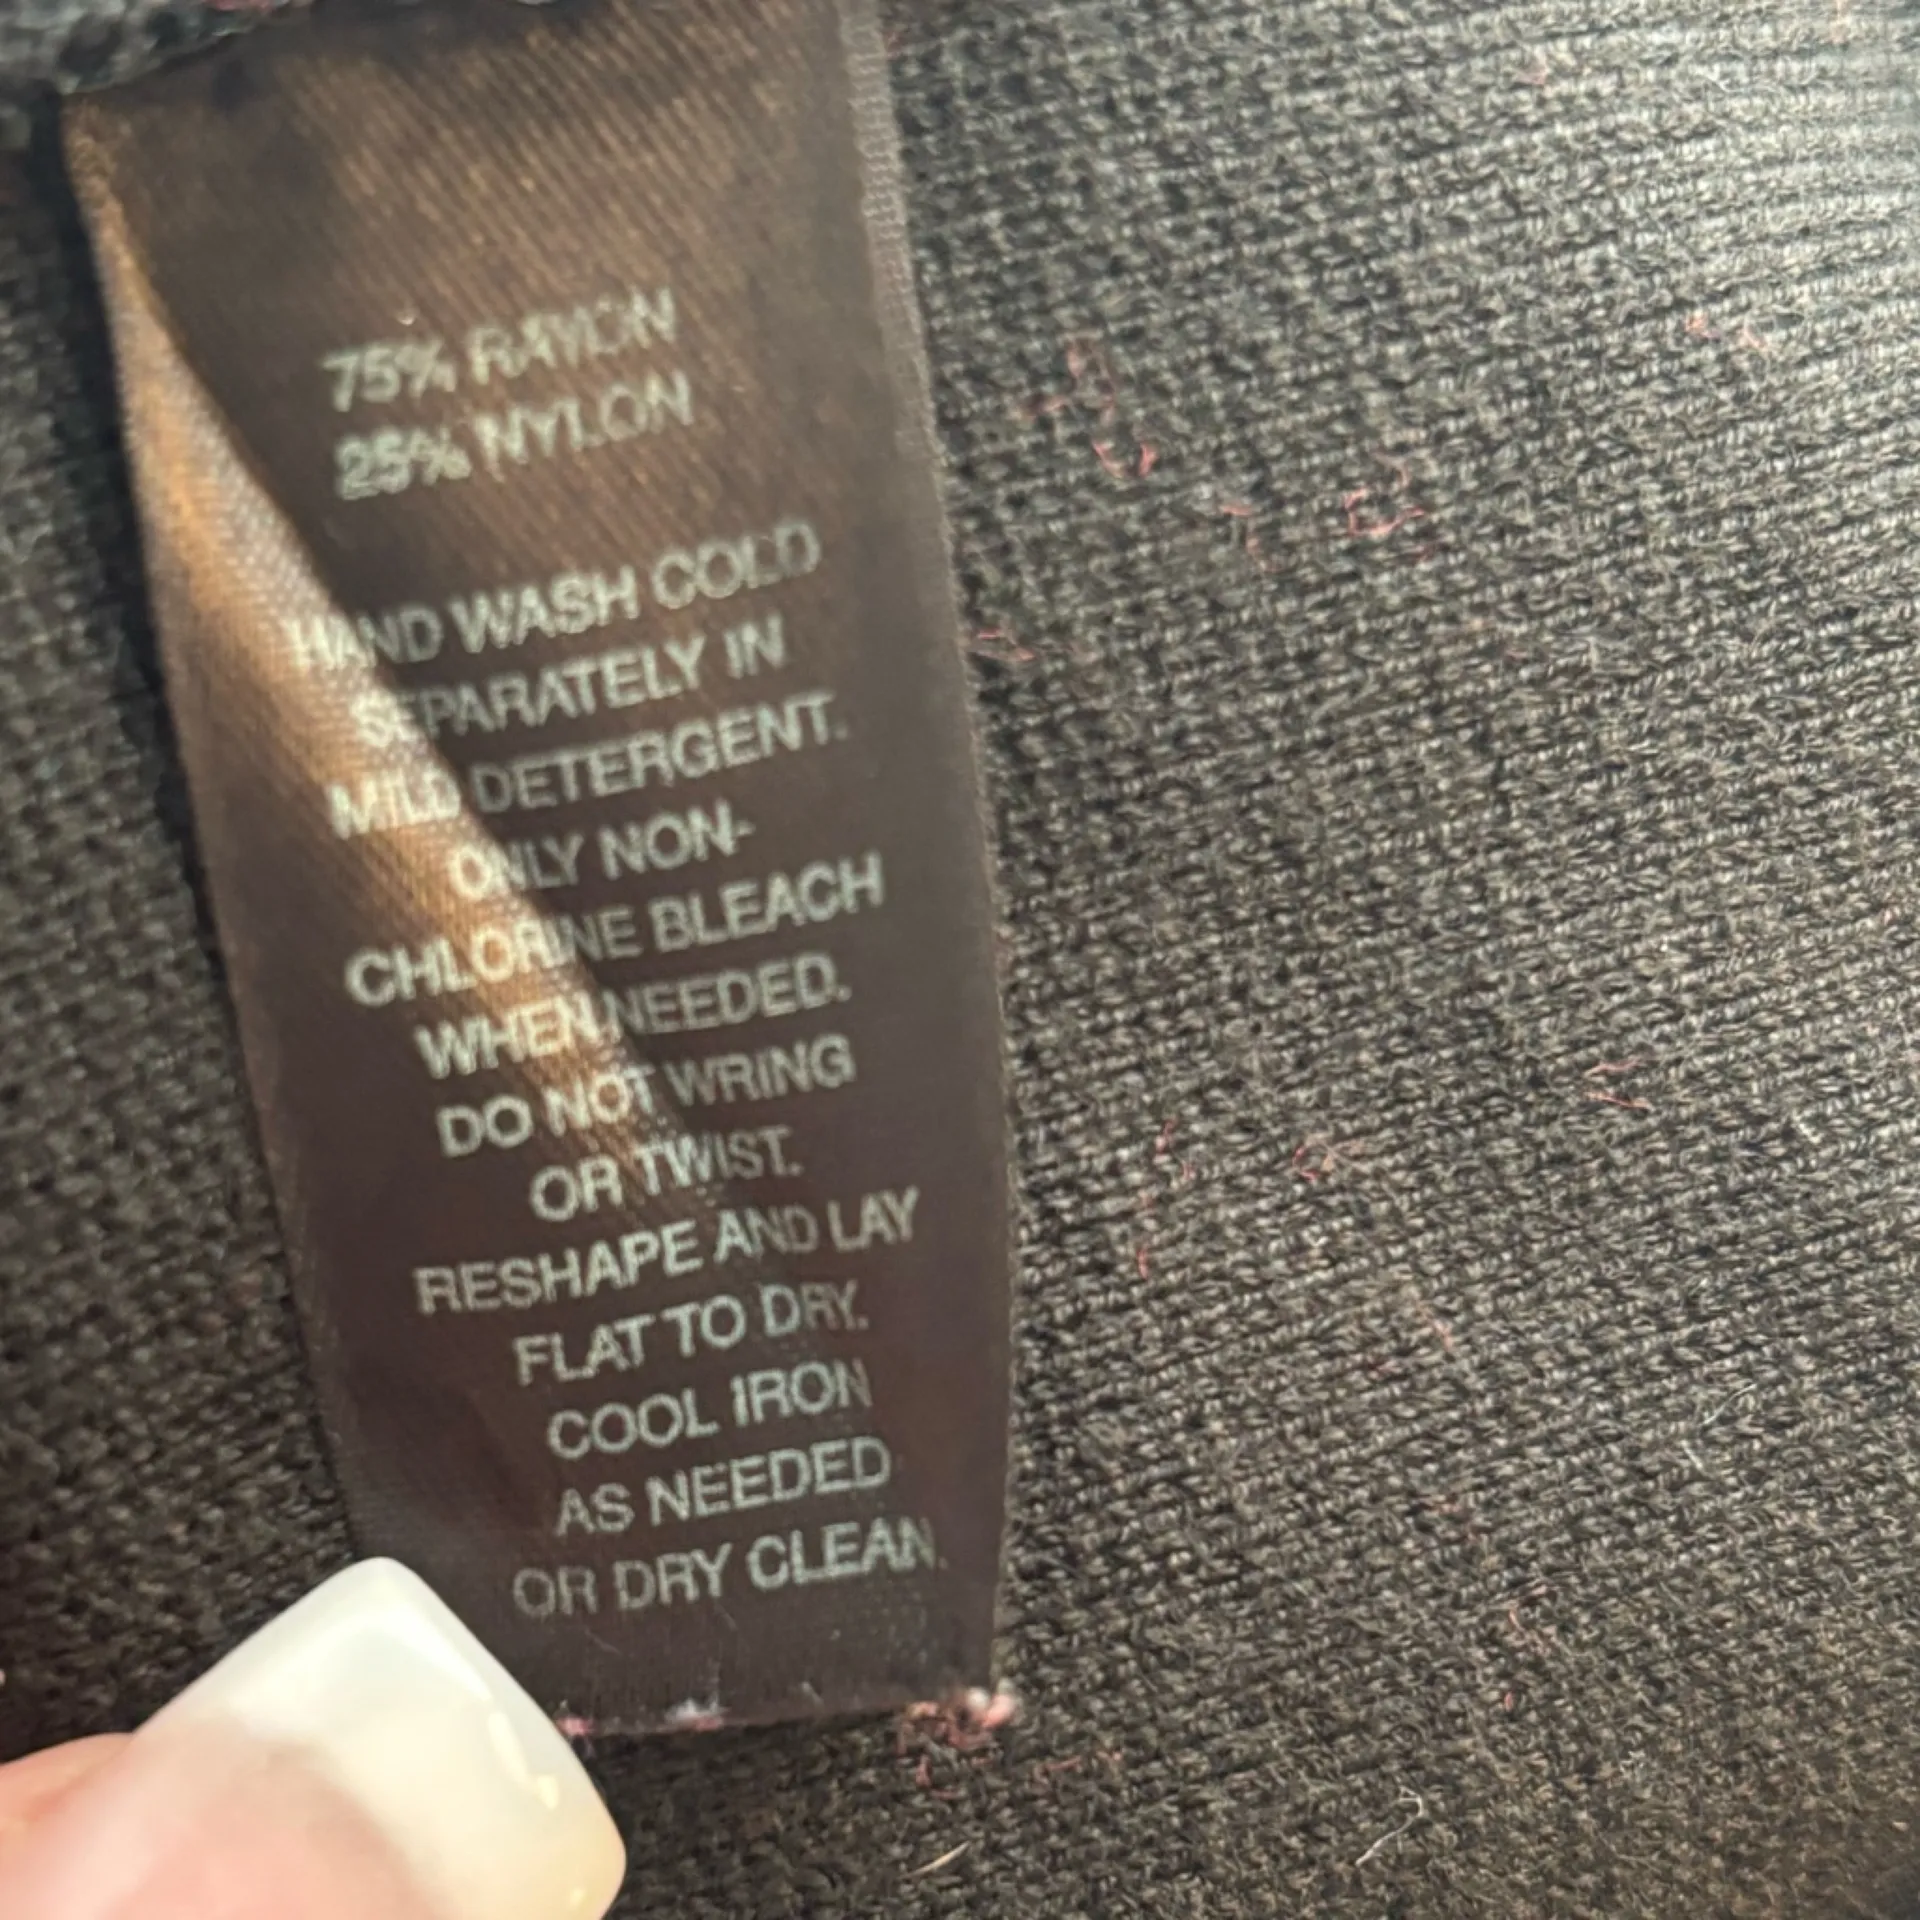 75% RAYON
25% NYLON
HAND WASH COLD
SEPARATELY IN
MILD DETERGENT.
ONLY NON-
CHLORINE BLEACH
WHEN NEEDED.
DO NOT WRING
OR TWIST.
RESHAPE AND LAY
FLAT TO DRY.
COOL IRON
AS NEEDED
OR DRY CLEAN.